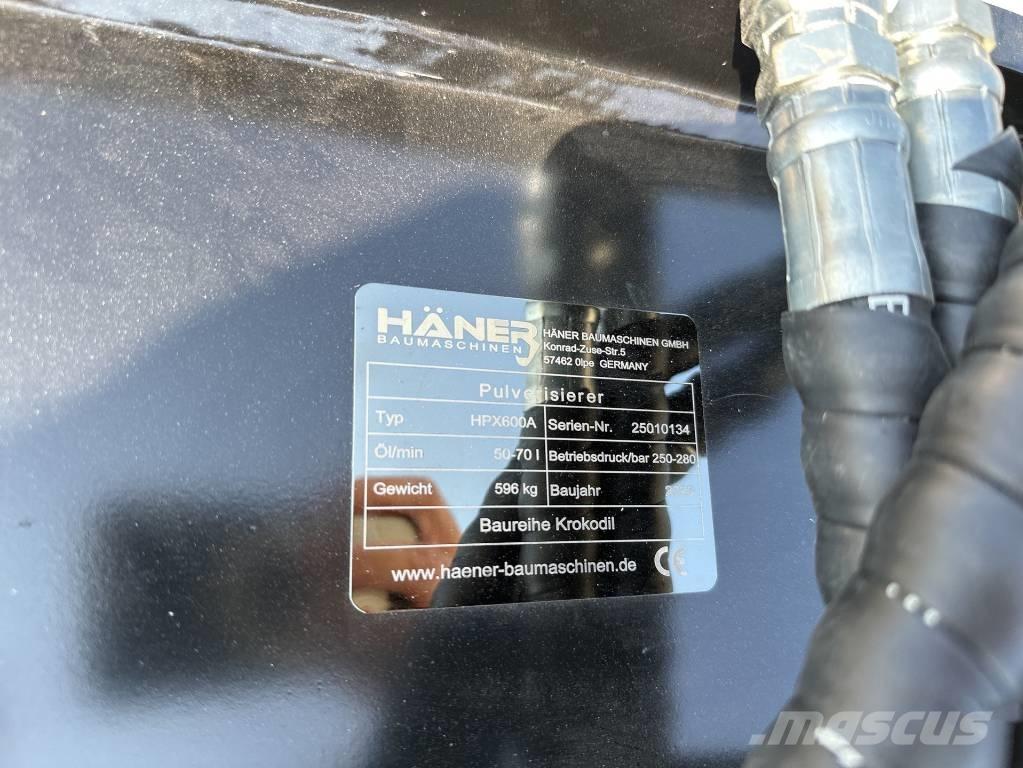 HÄNER
BAUMASCHINEN
HÄNER BAUMASCHINEN GMBH
Konrad-Zuse-Str.5
57462 Olpe GERMANY
Pulverisierer
Typ HPX600A Serien-Nr. 25010134
Öl/min 50-70 l Betriebsdruck/bar 250-280
Gewicht 596 kg Baujahr
Baureihe Krokodil
www.haener-baumaschinen.de CE
.mascus